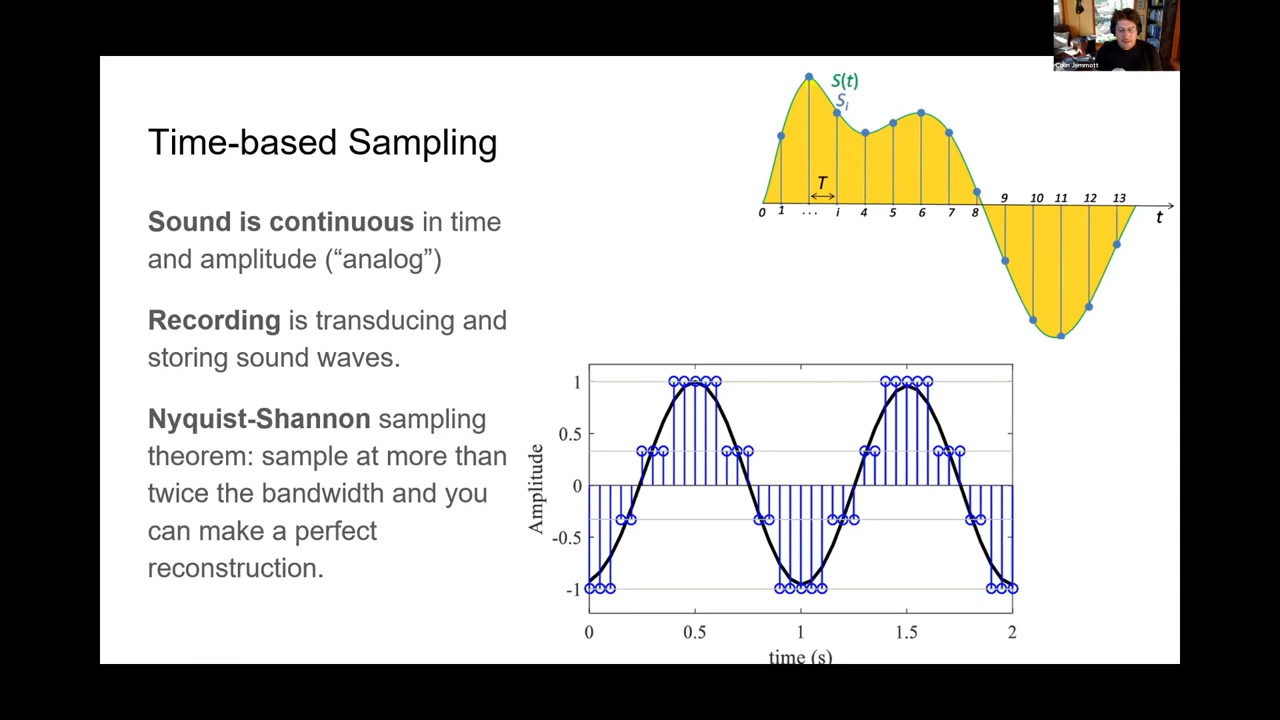 Colin Jemmott
Time-based Sampling
Sound is continuous in time
and amplitude (“analog”)
Recording is transducing and
storing sound waves.
Nyquist-Shannon sampling
theorem: sample at more than
twice the bandwidth and you
can make a perfect
reconstruction.
S(t)
Si
T
0 1 ... i 4 5 6 7 8 9 10 11 12 13
t
Amplitude
1
0.5
0
-0.5
-1
0 0.5 1 1.5 2
time (s)